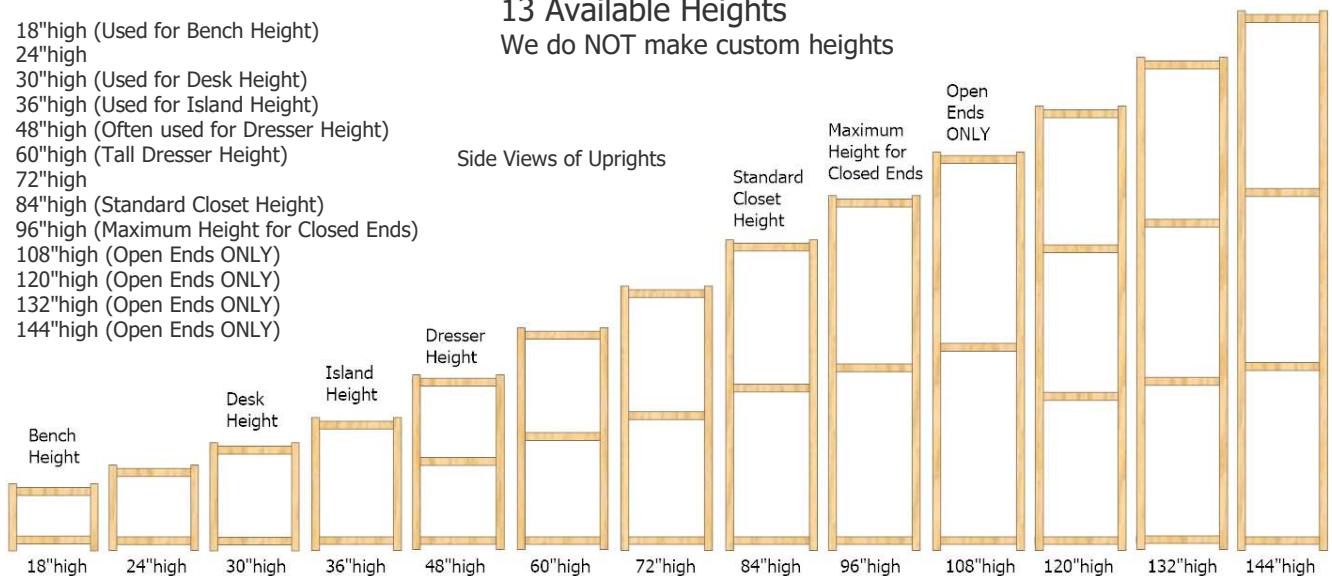 13 Available Heights
We do NOT make custom heights
18"high (Used for Bench Height)
24"high
30"high (Used for Desk Height)
36"high (Used for Island Height)
48"high (Often used for Dresser Height)
60"high (Tall Dresser Height)
72"high
84"high (Standard Closet Height)
96"high (Maximum Height for Closed Ends)
108"high (Open Ends ONLY)
120"high (Open Ends ONLY)
132"high (Open Ends ONLY)
144"high (Open Ends ONLY)
Side Views of Uprights
Bench
Height
Desk
Height
Island
Height
Dresser
Height
Standard
Closet
Height
Maximum
Height for
Closed Ends
Open
Ends
ONLY
18"high
24"high
30"high
36"high
48"high
60"high
72"high
84"high
96"high
108"high
120"high
132"high
144"high